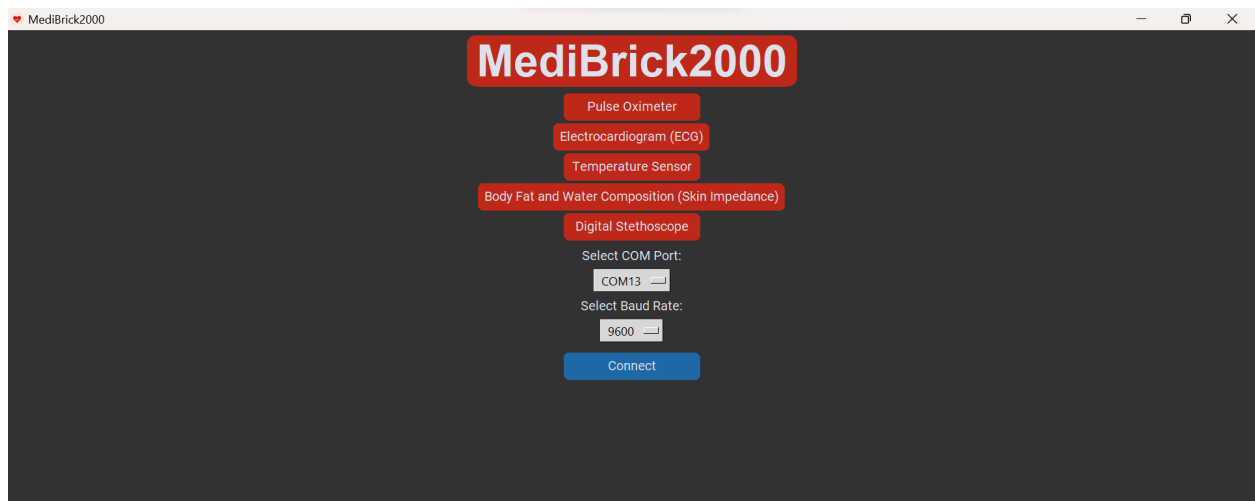 MediBrick2000
MediBrick2000
Pulse Oximeter
Electrocardiogram (ECG)
Temperature Sensor
Body Fat and Water Composition (Skin Impedance)
Digital Stethoscope
Select COM Port:
COM13
Select Baud Rate:
9600
Connect